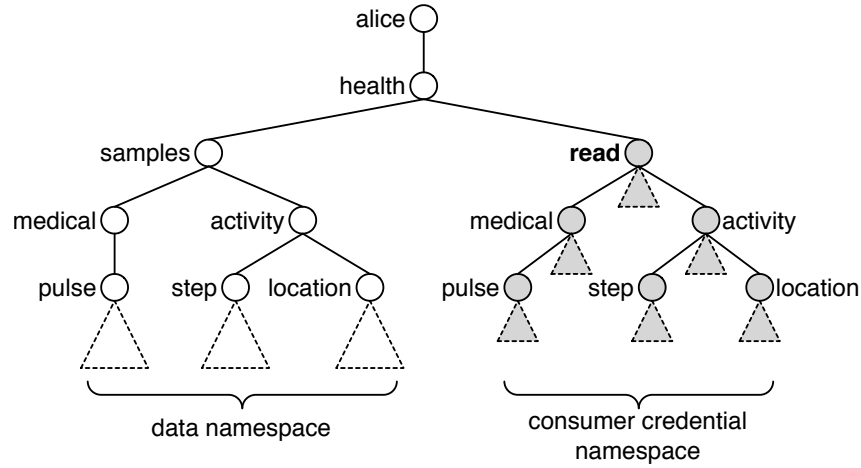 alice
health
samples
read
medical
activity
medical
activity
pulse
step
location
pulse
step
location
data namespace
consumer credential
namespace